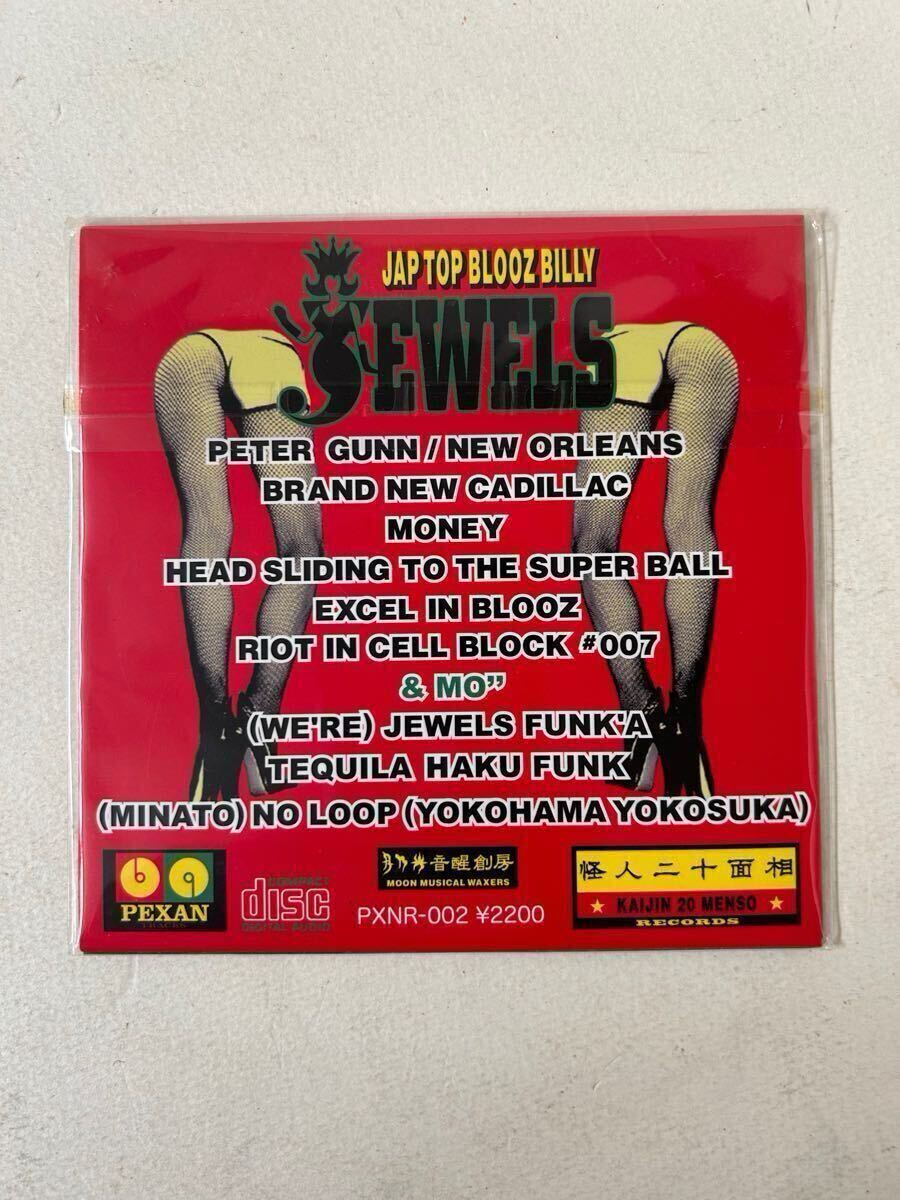 JAP TOP BLOOZ BILLY
JEWELS
PETER GUNN / NEW ORLEANS
BRAND NEW CADILLAC
MONEY
HEAD SLIDING TO THE SUPER BALL
EXCEL IN BLOOZ
RIOT IN CELL BLOCK #007
& MO”
(WE'RE) JEWELS FUNK'A
TEQUILA HAKU FUNK
(MINATO) NO LOOP (YOKOHAMA YOKOSUKA)
b q
PEXAN
TRACKS
COMPACT
disc
DIGITAL AUDIO
音醒創房
MOON MUSICAL WAXERS
PXNR-002 ¥2200
怪人二十面相
★ KAIJIN 20 MENSO ★
RECORDS